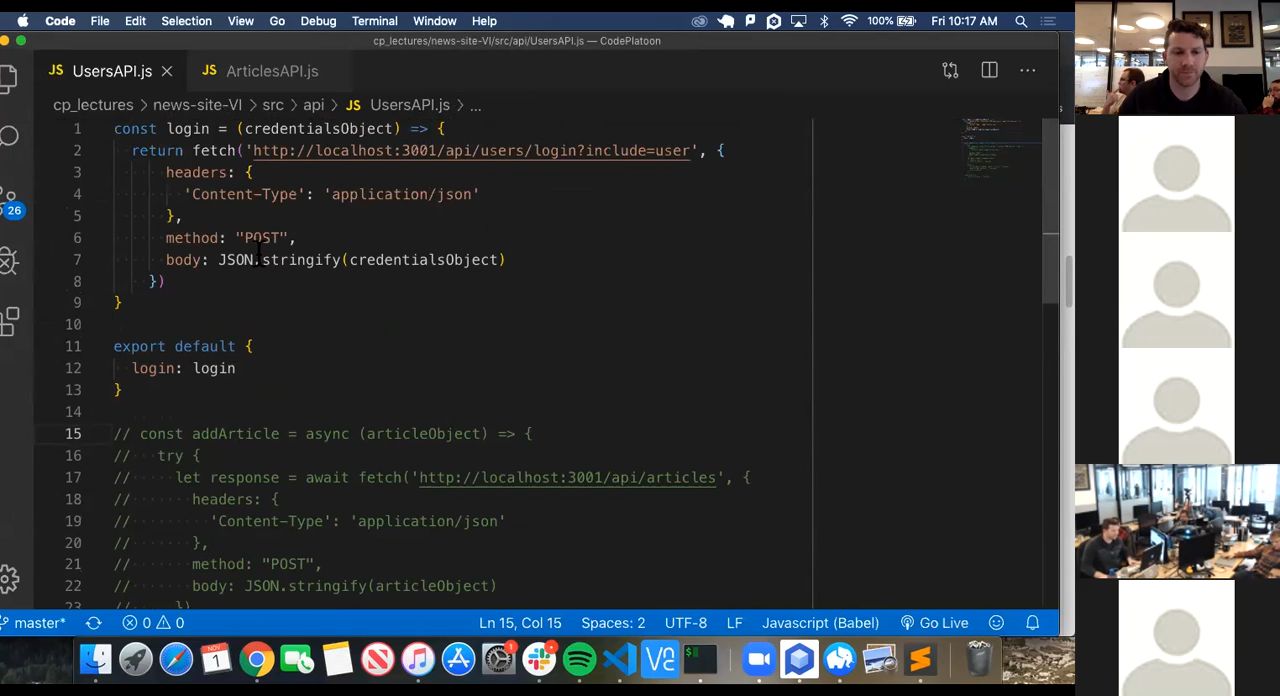 Code File Edit Selection View Go Debug Terminal Window Help 100% Fri 10:17 AM
cp_lectures/news-site-VI/src/api/UsersAPI.js — CodePlatoon
JS UsersAPI.js JS ArticlesAPI.js
cp_lectures > news-site-VI > src > api > JS UsersAPI.js > ...
1 const login = (credentialsObject) => {
2 return fetch('http://localhost:3001/api/users/login?include=user', {
3 headers: {
4 'Content-Type': 'application/json'
5 },
6 method: "POST",
7 body: JSON.stringify(credentialsObject)
8 })
9 }
10
11 export default {
12 login: login
13 }
14
15 // const addArticle = async (articleObject) => {
16 // try {
17 // let response = await fetch('http://localhost:3001/api/articles', {
18 // headers: {
19 // 'Content-Type': 'application/json'
20 // },
21 // method: "POST",
22 // body: JSON.stringify(articleObject)
23 // })
26
master* 0 0 Ln 15, Col 15 Spaces: 2 UTF-8 LF Javascript (Babel) Go Live
NOV 1